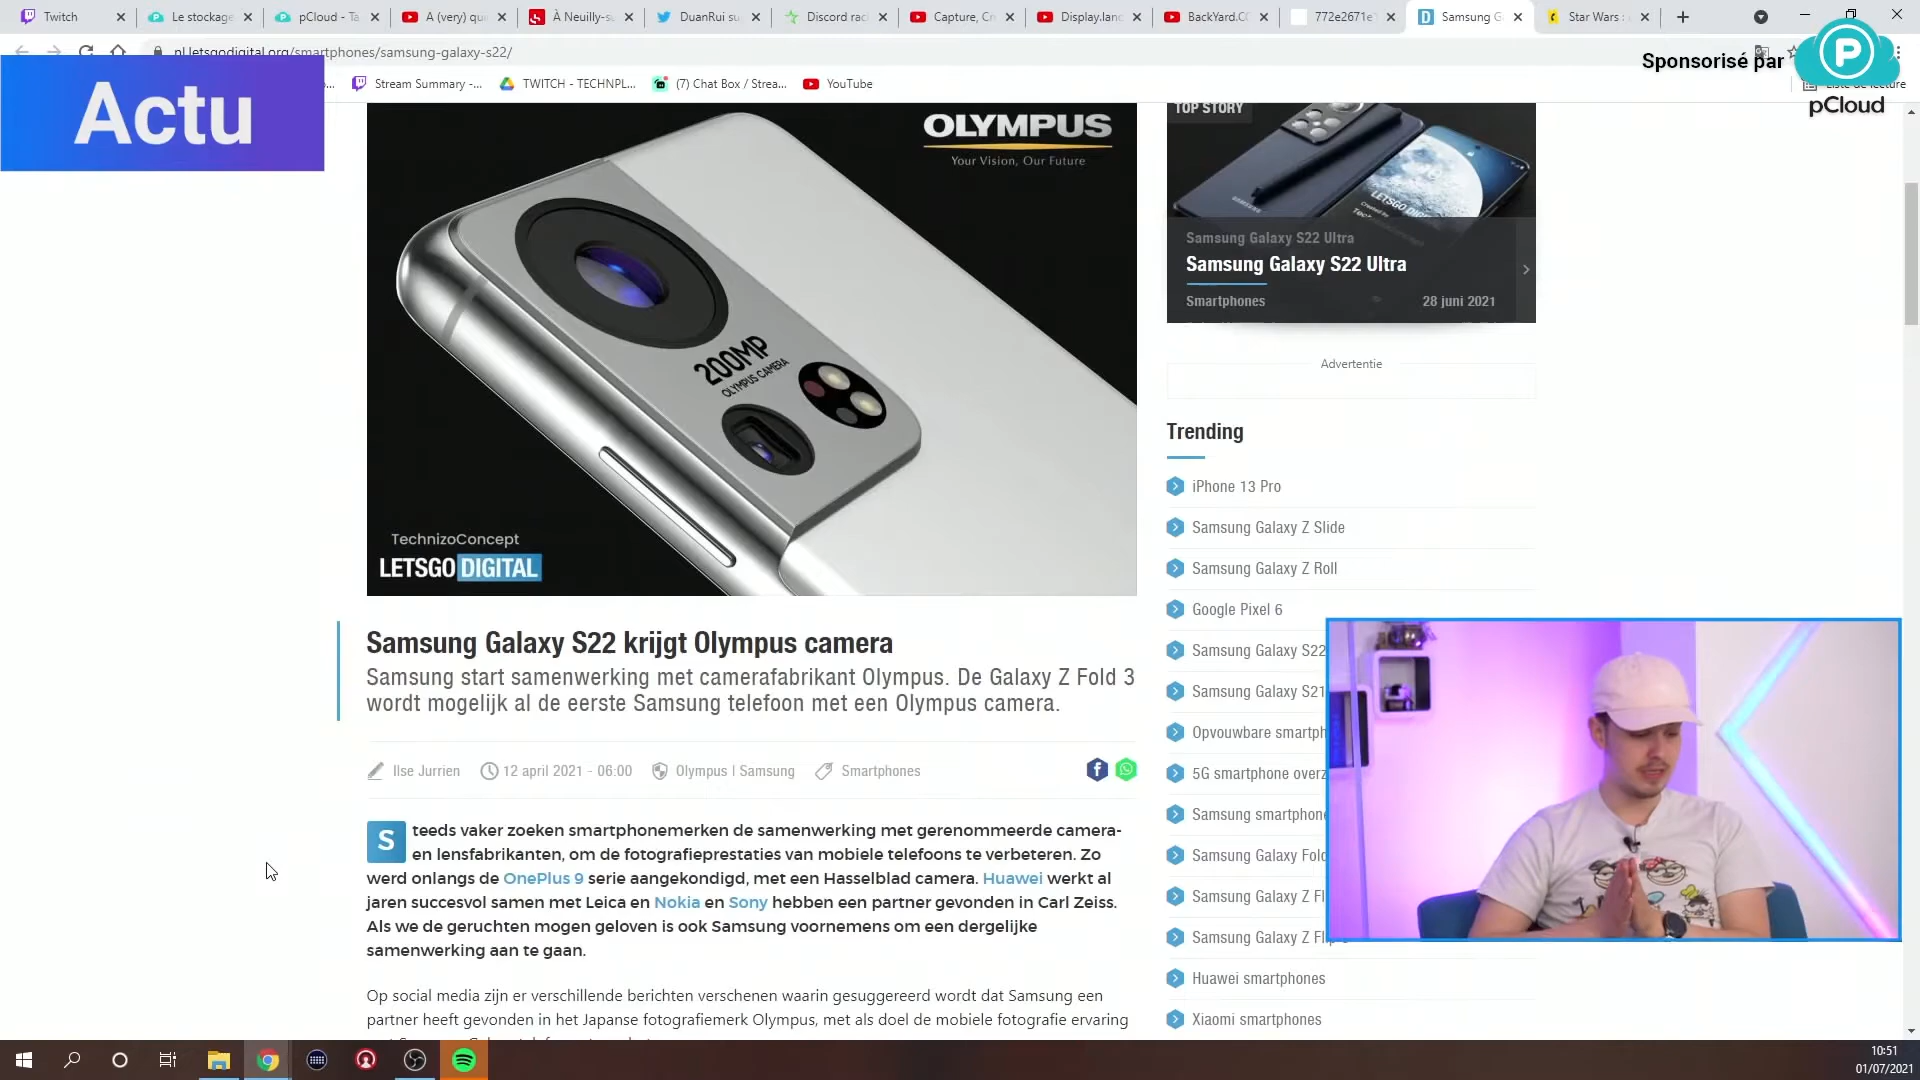 Twitch
Le stockage
pCloud - Ta
A (very) qui
À Neuilly-su
DuanRui su
Discord raci
Capture, Cr
Display.lanc
BackYard.CO
772e2671e
Samsung G
Star Wars :
nl.letsgodigital.org/smartphones/samsung-galaxy-s22/
Stream Summary -...
TWITCH - TECHNPL...
(7) Chat Box / Strea...
YouTube
Liste de lecture
Sponsorisé par
pCloud
Actu
OLYMPUS
Your Vision, Our Future
200MP
OLYMPUS CAMERA
TechnizoConcept
LETSGODIGITAL
TOP STORY
SAMSUNG
Samsung Galaxy S22 Ultra
Samsung Galaxy S22 Ultra
Smartphones
28 juni 2021
Advertentie
Trending
iPhone 13 Pro
Samsung Galaxy Z Slide
Samsung Galaxy Z Roll
Google Pixel 6
Samsung Galaxy S22
Samsung Galaxy S21
Opvouwbare smartph
5G smartphone overz
Samsung smartphone
Samsung Galaxy Fold
Samsung Galaxy Z Fl
Samsung Galaxy Z Flip 3
Huawei smartphones
Xiaomi smartphones
Samsung Galaxy S22 krijgt Olympus camera
Samsung start samenwerking met camerafabrikant Olympus. De Galaxy Z Fold 3
wordt mogelijk al de eerste Samsung telefoon met een Olympus camera.
Ilse Jurrien
12 april 2021 - 06:00
Olympus | Samsung
Smartphones
Steeds vaker zoeken smartphonemerken de samenwerking met gerenommeerde camera-
en lensfabrikanten, om de fotografieprestaties van mobiele telefoons te verbeteren. Zo
werd onlangs de OnePlus 9 serie aangekondigd, met een Hasselblad camera. Huawei werkt al
jaren succesvol samen met Leica en Nokia en Sony hebben een partner gevonden in Carl Zeiss.
Als we de geruchten mogen geloven is ook Samsung voornemens om een dergelijke
samenwerking aan te gaan.
Op social media zijn er verschillende berichten verschenen waarin gesuggereerd wordt dat Samsung een
partner heeft gevonden in het Japanse fotografiemerk Olympus, met als doel de mobiele fotografie ervaring
10:51
01/07/2021